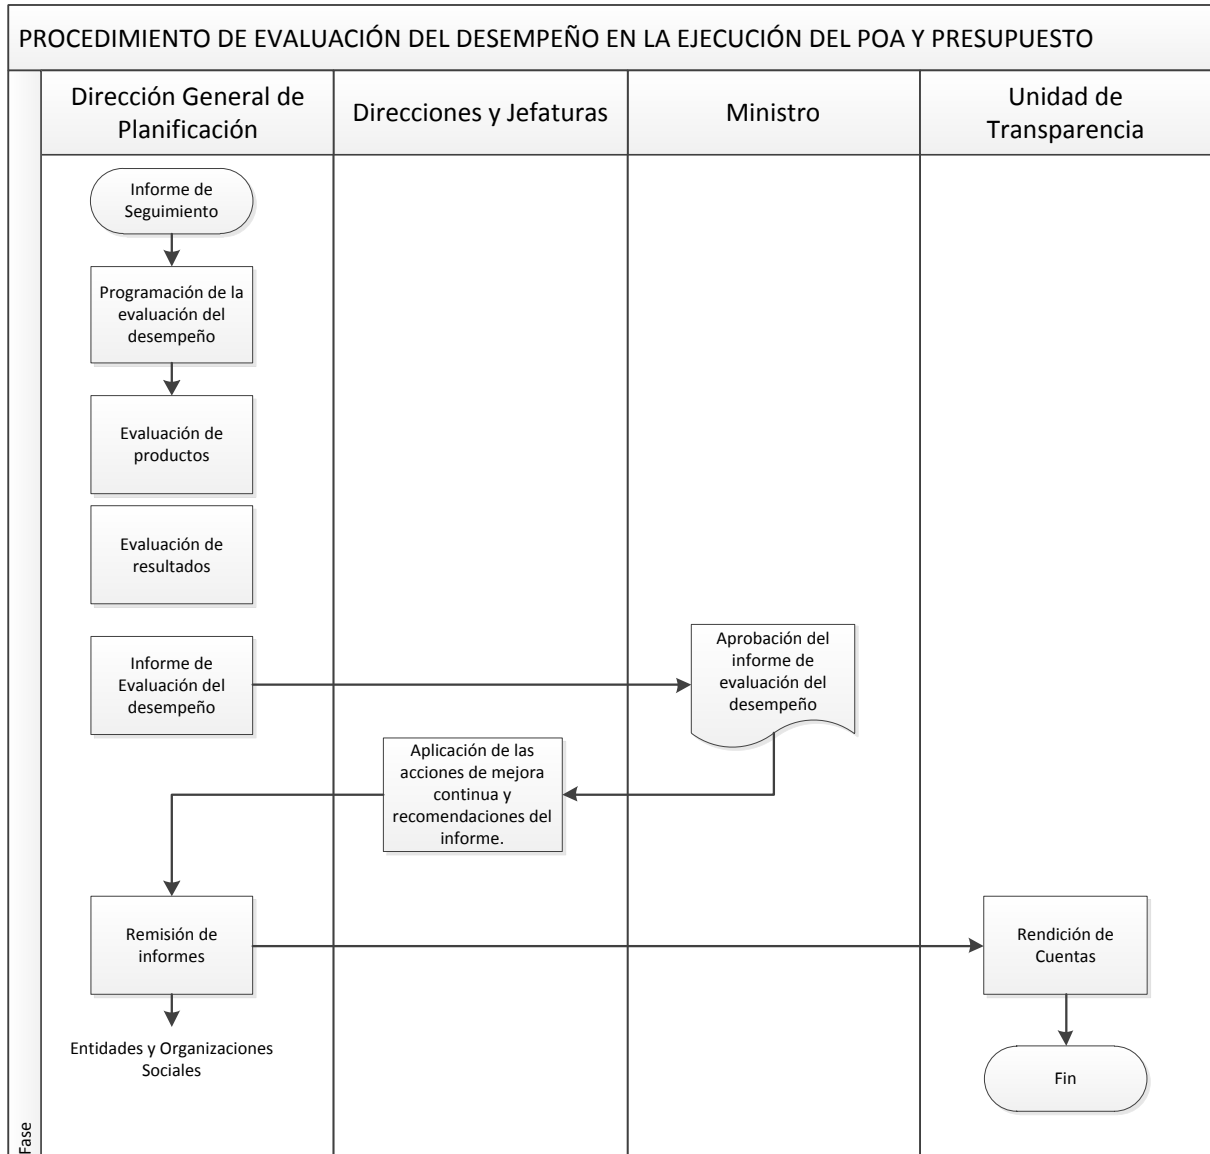 PROCEDIMIENTO DE EVALUACIÓN DEL DESEMPEÑO EN LA EJECUCIÓN DEL POA Y PRESUPUESTO
Dirección General de
Planificación
Direcciones y Jefaturas
Ministro
Unidad de
Transparencia
Informe de
Seguimiento
Programación de la
evaluación del
desempeño
Evaluación de
productos
Evaluación de
resultados
Informe de
Evaluación del
desempeño
Aprobación del
informe de
evaluación del
desempeño
Aplicación de las
acciones de mejora
continua y
recomendaciones del
informe.
Remisión de
informes
Rendición de
Cuentas
Entidades y Organizaciones
Sociales
Fin
Fase